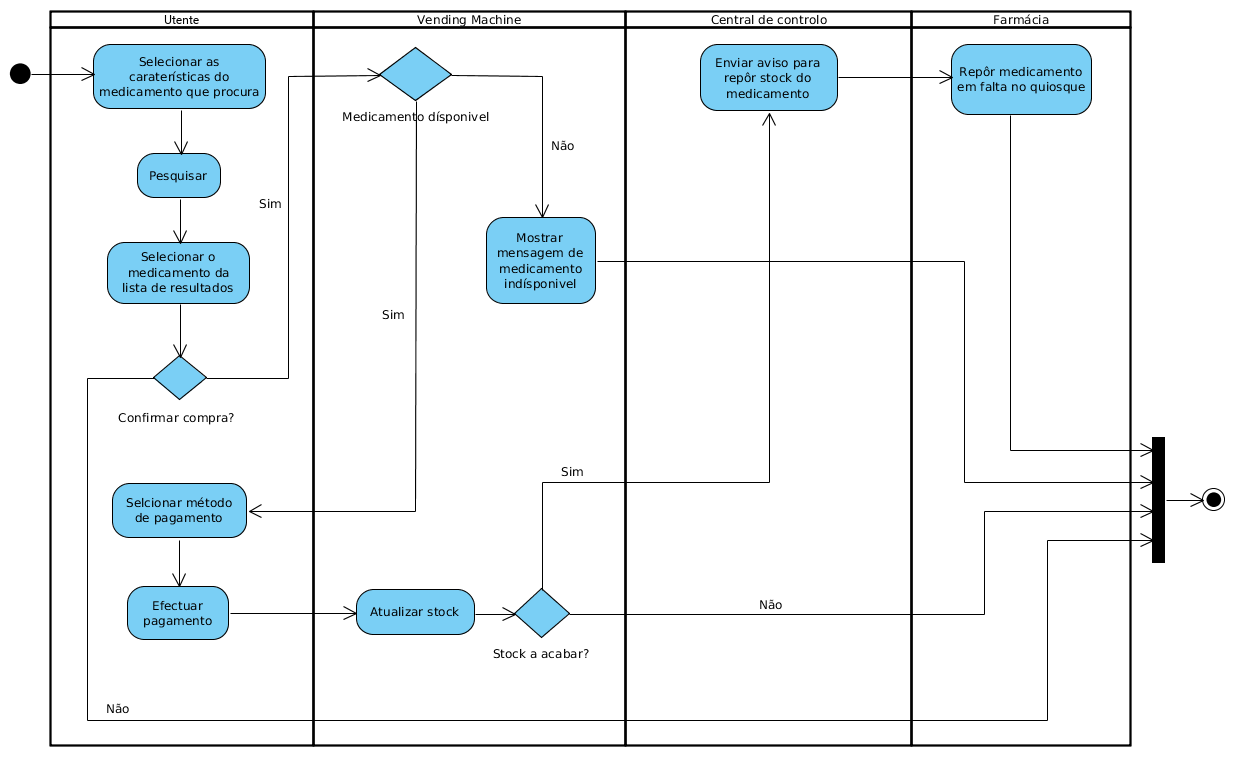 Utente
Vending Machine
Central de controlo
Farmácia
Selecionar as
caraterísticas do
medicamento que procura
Pesquisar
Selecionar o
medicamento da
lista de resultados
Confirmar compra?
Sim
Não
Medicamento dísponivel
Não
Sim
Mostrar
mensagem de
medicamento
indísponivel
Enviar aviso para
repôr stock do
medicamento
Repôr medicamento
em falta no quiosque
Selcionar método
de pagamento
Efectuar
pagamento
Atualizar stock
Stock a acabar?
Sim
Não